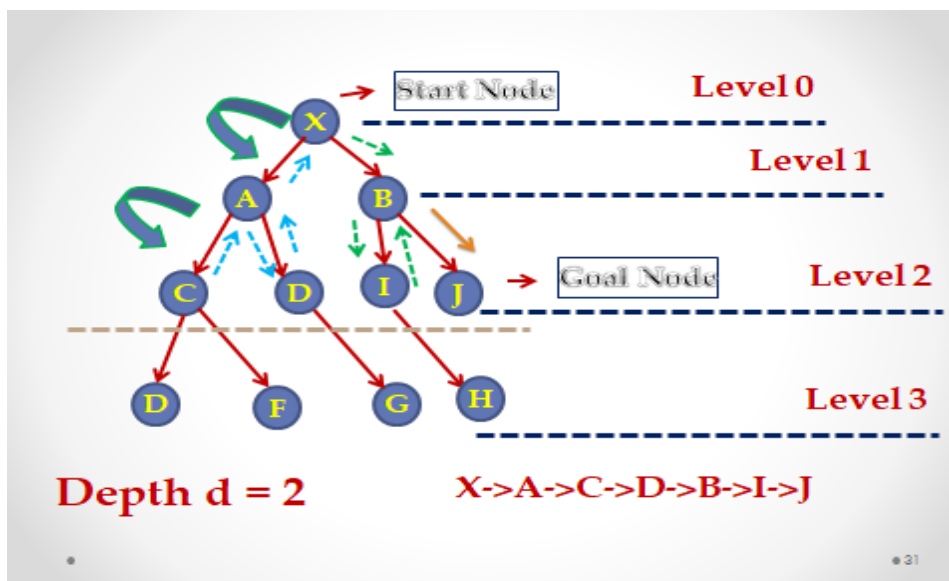 Start Node
Level 0
X
Level 1
A
B
Level 2
C
D
I
J
Goal Node
Level 3
D
F
G
H
Depth d = 2
X->A->C->D->B->I->J
31